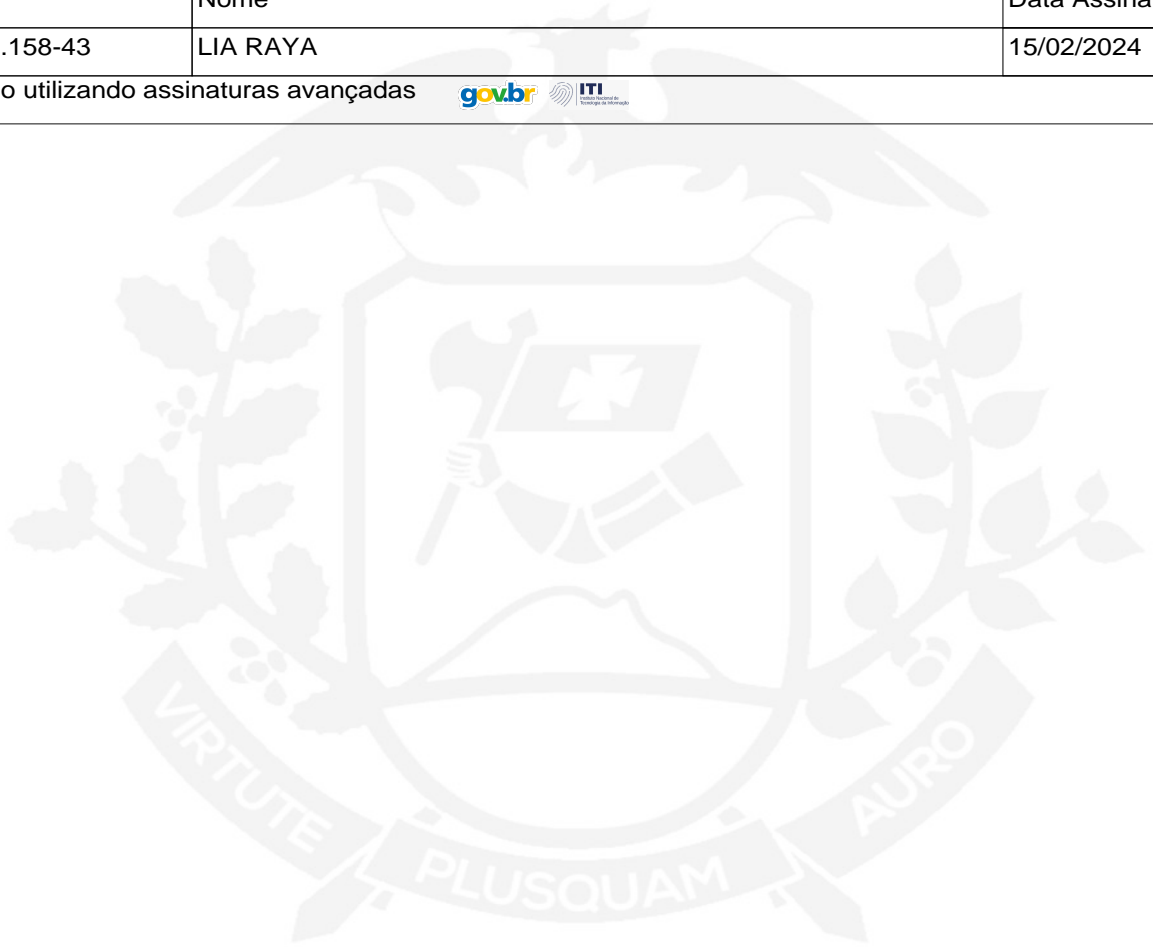 Nome Data Assina
.158-43 LIA RAYA 15/02/2024
o utilizando assinaturas avançadas gov.br ITI
VIRTUTE PLUSQUAM AURO